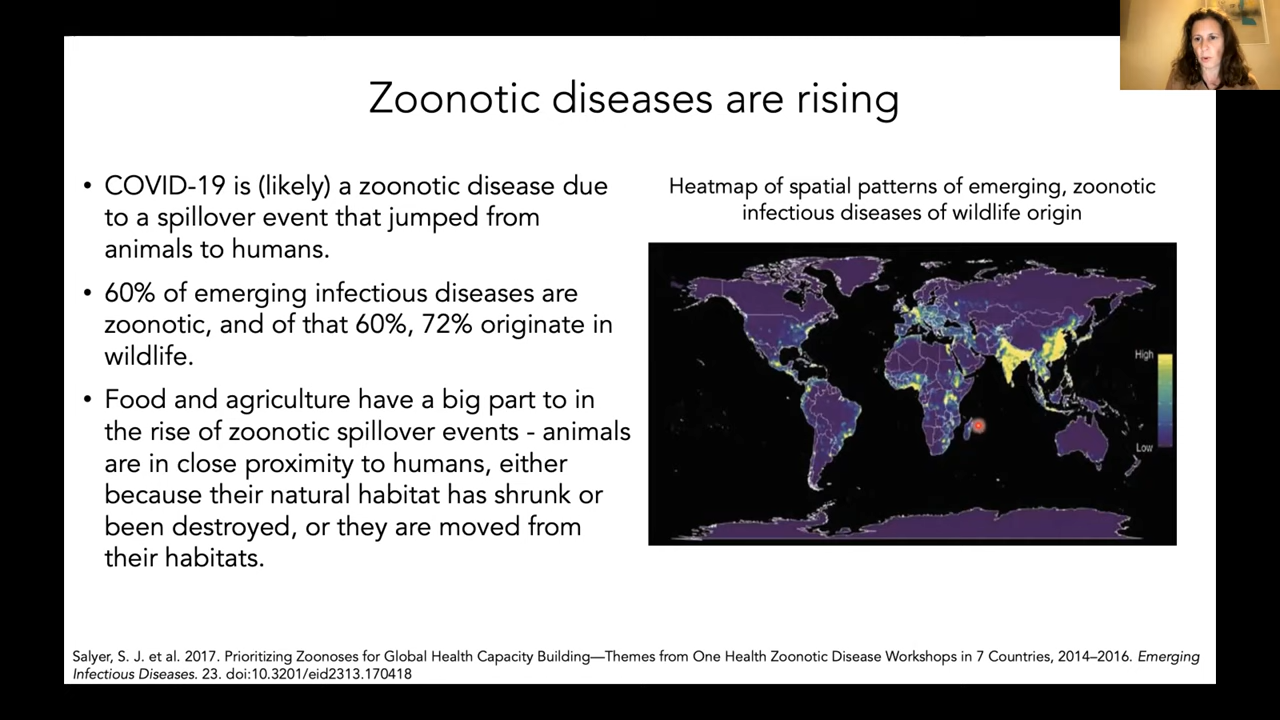 Zoonotic diseases are rising
• COVID-19 is (likely) a zoonotic disease due
to a spillover event that jumped from
animals to humans.
• 60% of emerging infectious diseases are
zoonotic, and of that 60%, 72% originate in
wildlife.
• Food and agriculture have a big part to in
the rise of zoonotic spillover events - animals
are in close proximity to humans, either
because their natural habitat has shrunk or
been destroyed, or they are moved from
their habitats.
Heatmap of spatial patterns of emerging, zoonotic
infectious diseases of wildlife origin
High
Low
Salyer, S. J. et al. 2017. Prioritizing Zoonoses for Global Health Capacity Building—Themes from One Health Zoonotic Disease Workshops in 7 Countries, 2014–2016. Emerging
Infectious Diseases. 23. doi:10.3201/eid2313.170418